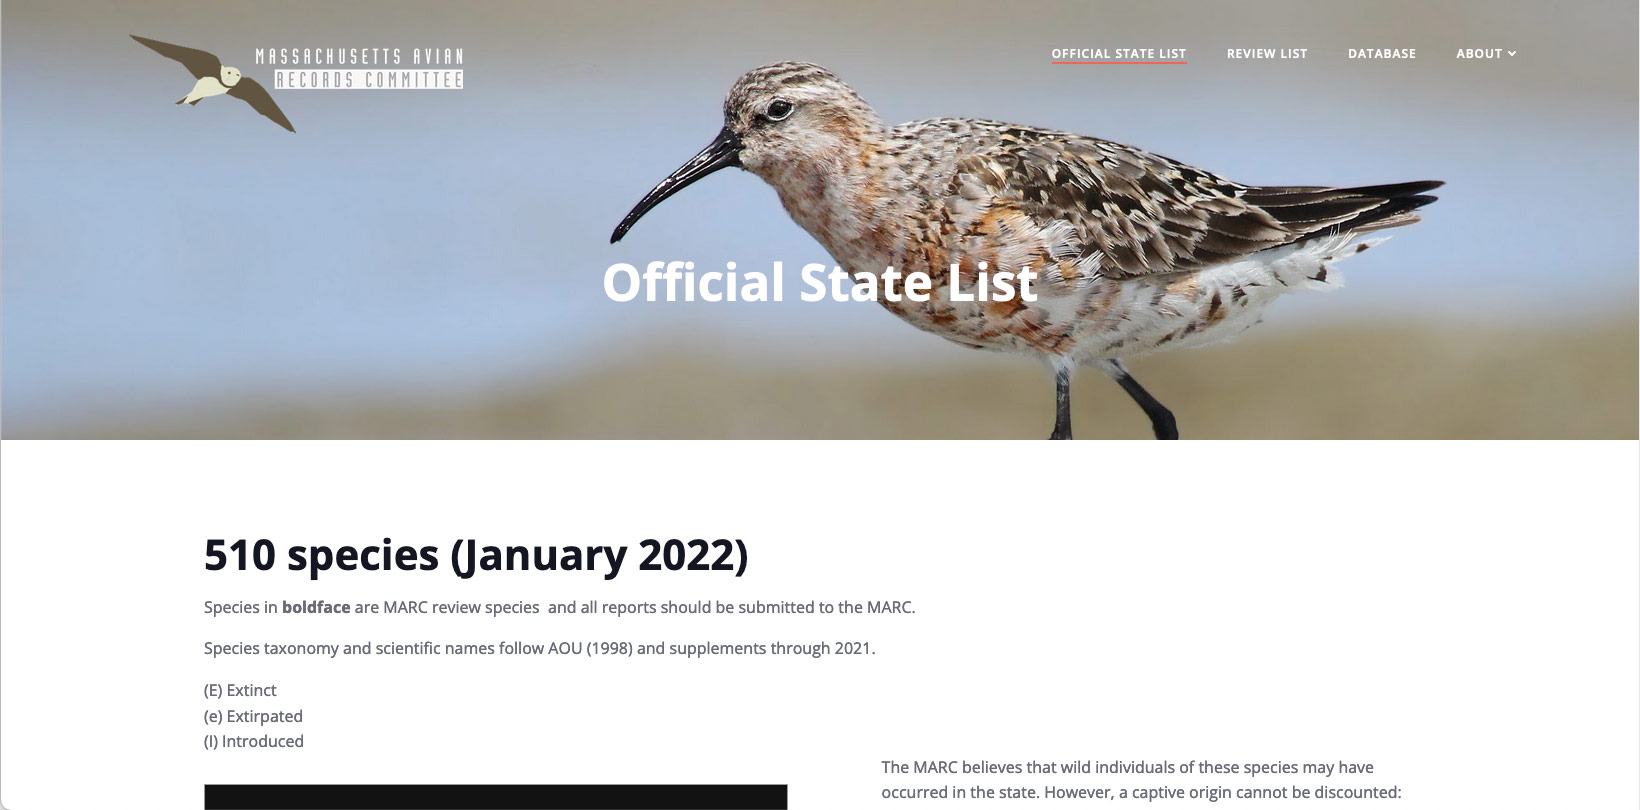 MASSACHUSETTS AVIAN
RECORDS COMMITTEE
OFFICIAL STATE LIST
REVIEW LIST
DATABASE
ABOUT
Official State List
510 species (January 2022)
Species in boldface are MARC review species  and all reports should be submitted to the MARC.
Species taxonomy and scientific names follow AOU (1998) and supplements through 2021.
(E) Extinct
(e) Extirpated
(I) Introduced
The MARC believes that wild individuals of these species may have
occurred in the state. However, a captive origin cannot be discounted: